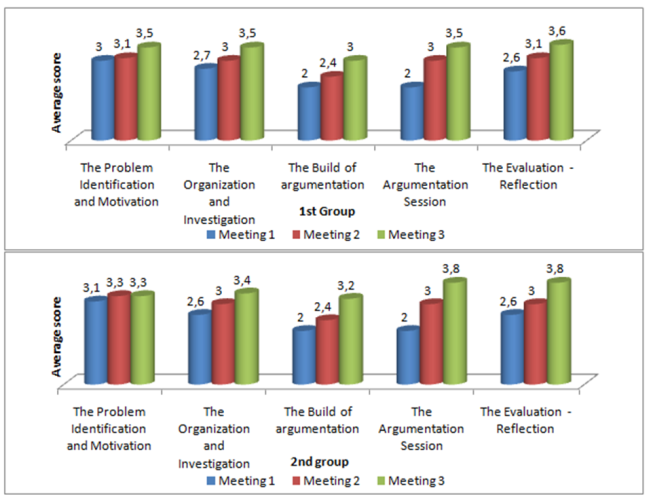 3 3,1 3,5 2,7 3 3,5 2 2,4 3 2 3 3,5 2,6 3,1 3,6
Average score
The Problem Identification and Motivation
The Organization and Investigation
The Build of argumentation
The Argumentation Session
The Evaluation - Reflection
1st Group
Meeting 1 Meeting 2 Meeting 3
3,1 3,3 3,3 2,6 3 3,4 2 2,4 3,2 2 3 3,8 2,6 3 3,8
Average score
The Problem Identification and Motivation
The Organization and Investigation
The Build of argumentation
The Argumentation Session
The Evaluation - Reflection
2nd group
Meeting 1 Meeting 2 Meeting 3